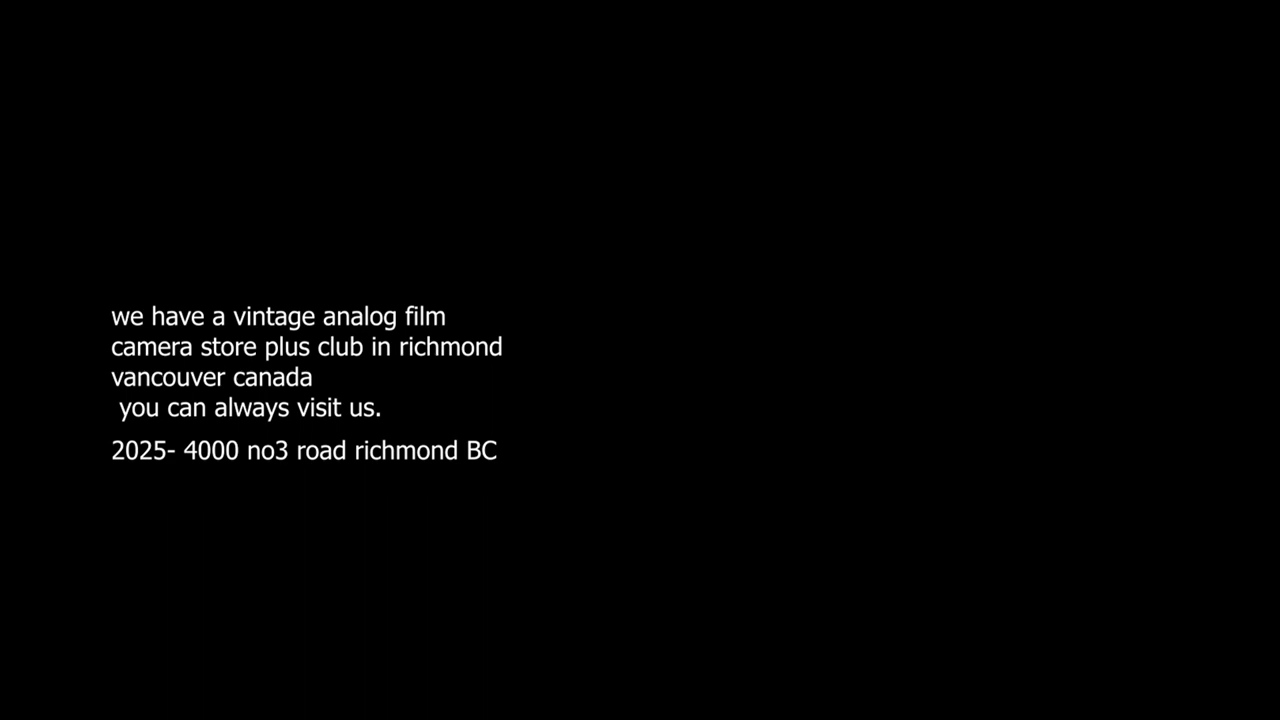 we have a vintage analog film
camera store plus club in richmond
vancouver canada
you can always visit us.
2025- 4000 no3 road richmond BC